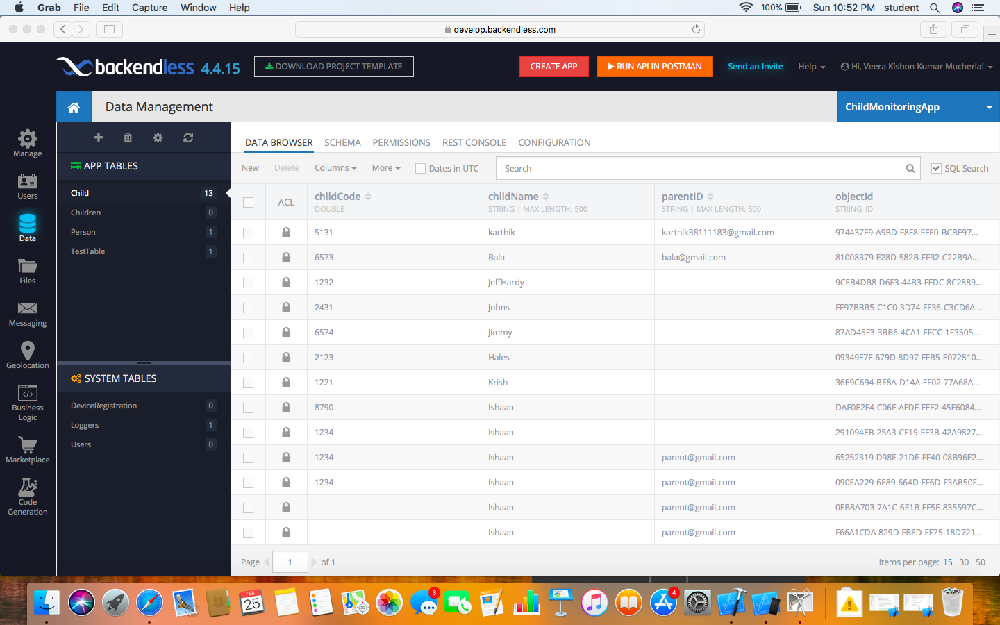 Grab File Edit Capture Window Help 100% Sun 10:52 PM student
develop.backendless.com
backendless 4.4.15 DOWNLOAD PROJECT TEMPLATE CREATE APP RUN API IN POSTMAN Send an Invite Help Hi, Veera Kishon Kumar Mucherla!
Data Management ChildMonitoringApp
Manage
Users
Data
Files
Messaging
Geolocation
Business
Logic
Marketplace
Code
Generation
APP TABLES
Child 13
Children 0
Person 1
TestTable 1
SYSTEM TABLES
DeviceRegistration 0
Loggers 1
Users 0
DATA BROWSER SCHEMA PERMISSIONS REST CONSOLE CONFIGURATION
New Delete Columns More Dates in UTC Search SQL Search
ACL childCode childName parentID objectId
DOUBLE STRING | MAX LENGTH: 500 STRING | MAX LENGTH: 500 STRING_ID
5131 karthik karthik38111183@gmail.com 974437F9-A9BD-F8F8-FFE0-BCBE97...
6573 Bala bala@gmail.com 81008379-E28D-582B-FF32-C22B9A...
1232 JeffHardy 9CEB4DB8-D6F3-44B3-FFDC-8C2889...
2431 Johns FF97BBB5-C1C0-3D74-FF36-C3CD6A...
6574 Jimmy 87AD45F3-3BB6-4CA1-FFCC-1F3505...
2123 Hales 09349F7F-679D-8D97-FFB5-E072810...
1221 Krish 36E9C694-BE8A-D14A-FF02-77A68A...
8790 Ishaan DAF0E2F4-C06F-AFDF-FFF2-45F6084...
1234 Ishaan 291094EB-25A3-CF19-FF3B-42A9827...
1234 Ishaan parent@gmail.com 65252319-D98E-21DE-FF40-08B96E2...
1234 Ishaan parent@gmail.com 090EA229-6E89-664D-FF6D-F3AB50F...
Ishaan parent@gmail.com 0EB8A703-7A1C-6E1B-FF5E-835597C...
Ishaan parent@gmail.com F66A1CDA-829D-FBED-FF75-18D721...
Page 1 of 1 Items per page: 15 30 50
FEB
25
3
4